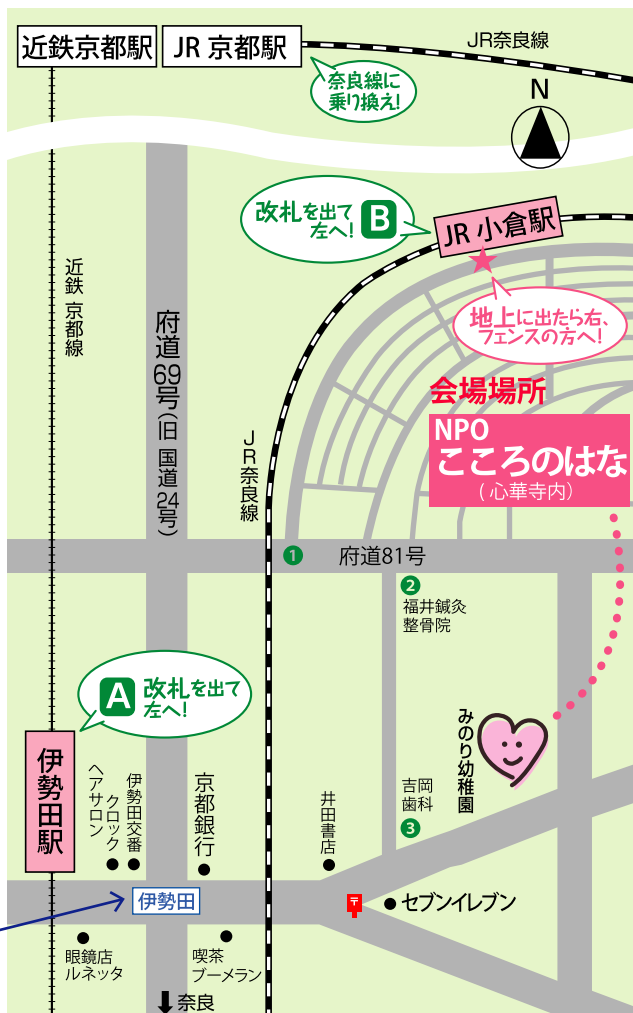 近鉄京都駅
JR 京都駅
JR奈良線
奈良線に
乗り換え!
N
改札を出て
左へ!
B
JR 小倉駅
地上に出たら右、
フェンスの方へ!
近鉄 京都線
府道69号(旧 国道24号)
JR奈良線
会場場所
NPO
こころのはな
(心華寺内)
1
府道81号
2
福井鍼灸
整骨院
A
改札を出て
左へ!
みのり幼稚園
伊勢田駅
ヘアサロン
クロック
伊勢田交番
京都銀行
井田書店
吉岡
歯科
3
伊勢田
〒
セブンイレブン
眼鏡店
ルネッタ
喫茶
ブーメラン
奈良